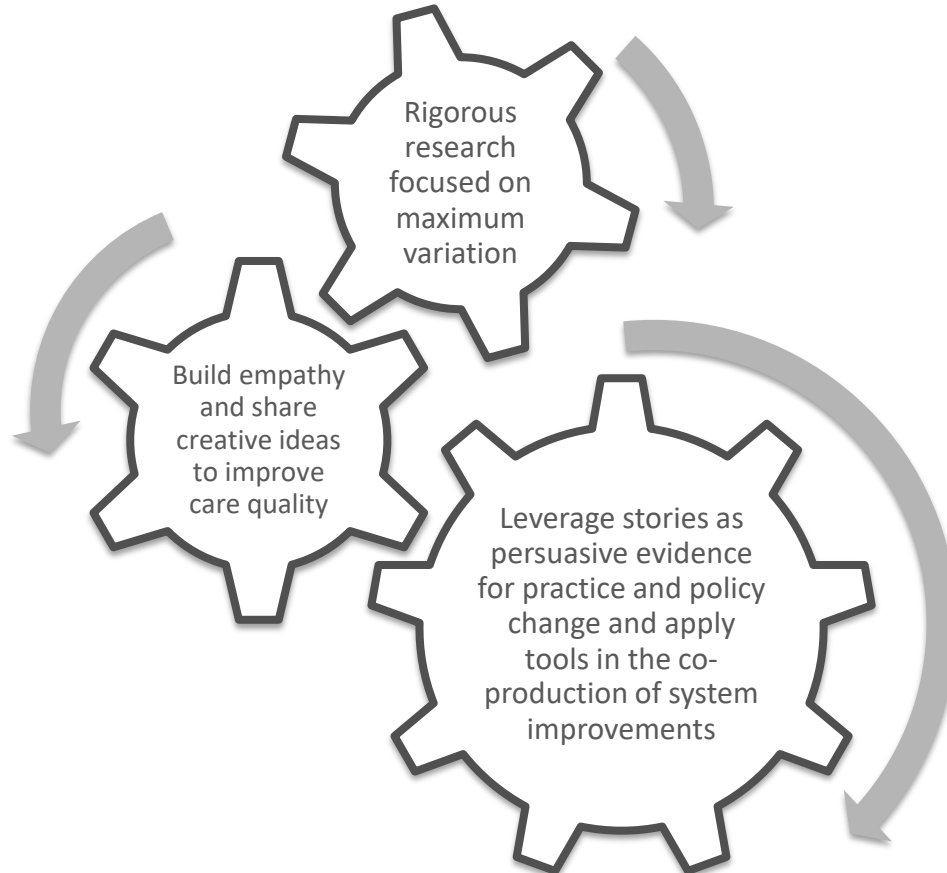 Rigorous
research
focused on
maximum
variation
Build empathy
and share
creative ideas
to improve
care quality
Leverage stories as
persuasive evidence
for practice and policy
change and apply
tools in the co-
production of system
improvements